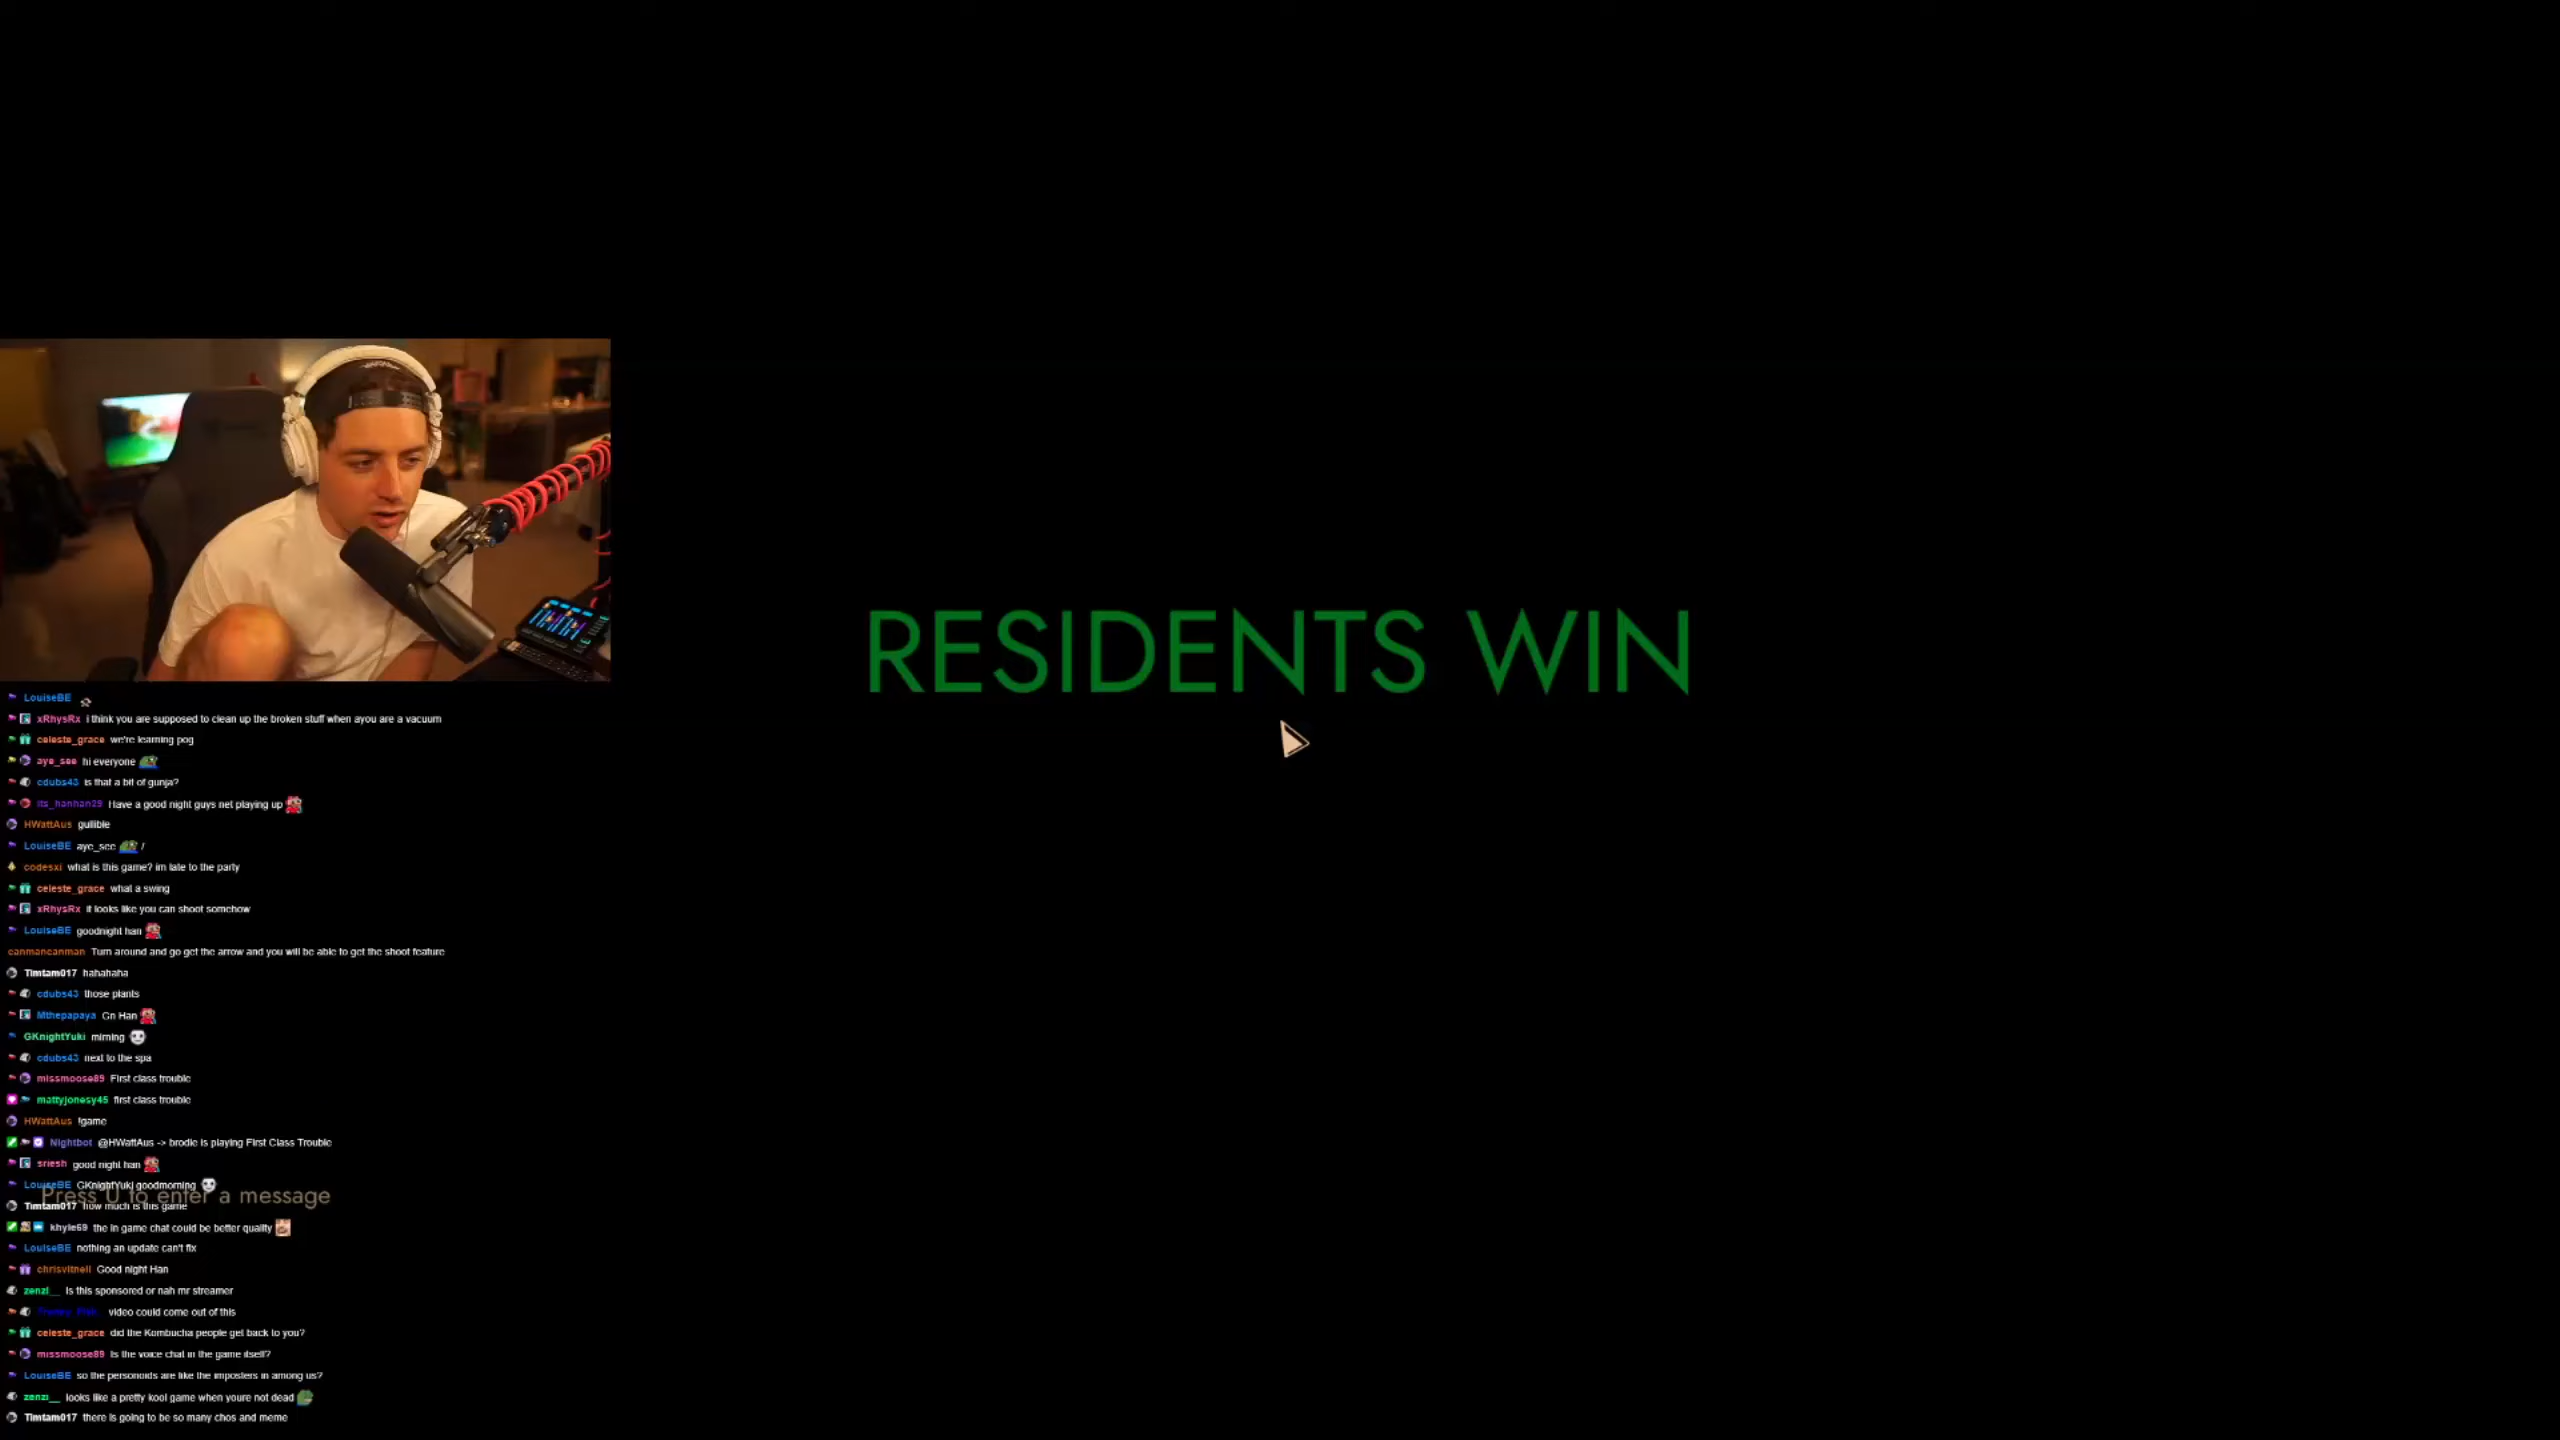 RESIDENTS WIN
LouiseBE
xRhysRx i think you are supposed to clean up the broken stuff when ayou are a vacuum
celeste_grace we're learning pog
aye_see hi everyone
cdubs43 is that a bit of gunja?
its_hanhan29 Have a good night guys net playing up
HWattAus gullible
LouiseBE aye_see /
codesxi what is this game? im late to the party
celeste_grace what a swing
xRhysRx it looks like you can shoot somehow
LouiseBE goodnight han
canmancanman Turn around and go get the arrow and you will be able to get the shoot feature
Timtam017 hahahaha
cdubs43 those plants
Mthepapaya Gn Han
GKnightYuki mirning
cdubs43 next to the spa
missmoose89 First class trouble
mattyjonesy45 first class trouble
HWattAus !game
Nightbot @HWattAus -> brodie is playing First Class Trouble
sriesh good night han
LouiseBE GKnightYuki goodmorning
Press U to enter a message
Timtam017 how much is this game
khyle69 the in game chat could be better quality
LouiseBE nothing an update can't fix
chrisvitnell Good night Han
zenzi__ Is this sponsored or nah mr streamer
video could come out of this
celeste_grace did the Kombucha people get back to you?
missmoose89 Is the voice chat in the game itself?
LouiseBE so the personoids are like the imposters in among us?
zenzi__ looks like a pretty kool game when youre not dead
Timtam017 there is going to be so many chos and meme